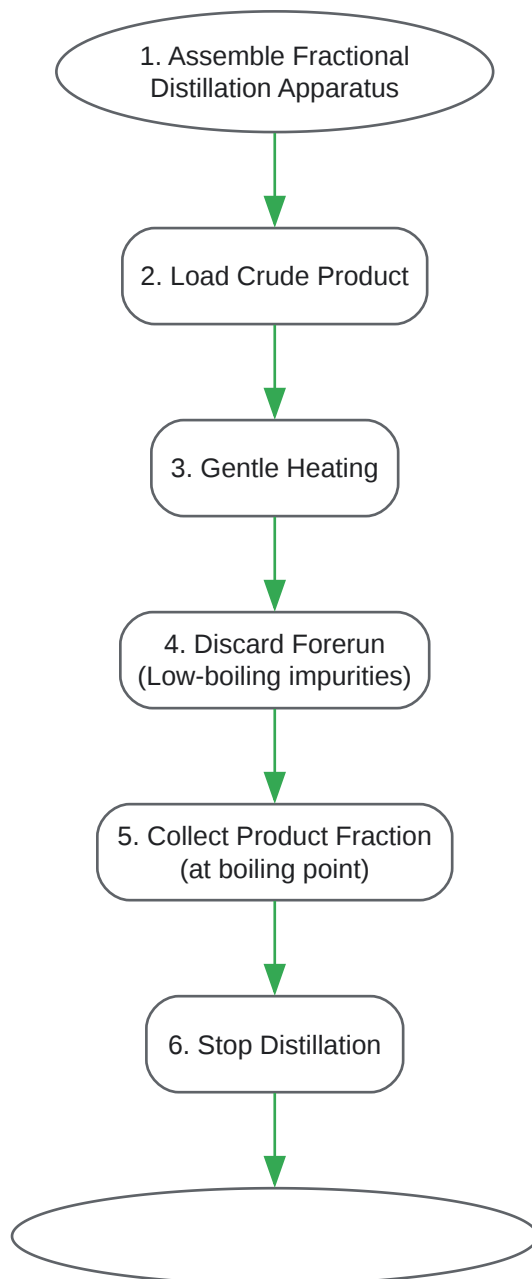 1. Assemble Fractional
Distillation Apparatus
2. Load Crude Product
3. Gentle Heating
4. Discard Forerun
(Low-boiling impurities)
5. Collect Product Fraction
(at boiling point)
6. Stop Distillation